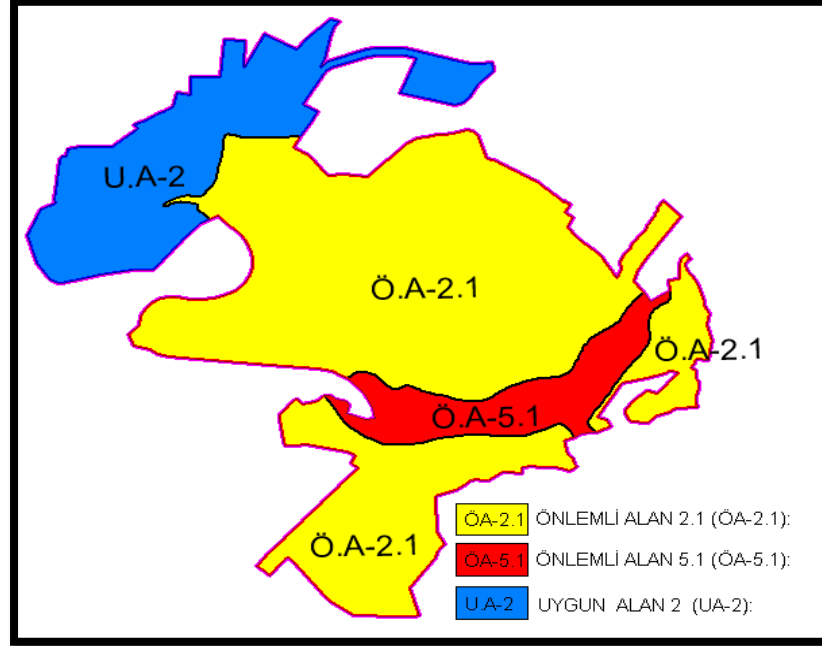 U.A-2
Ö.A-2.1
Ö.A-2.1
Ö.A-5.1
Ö.A-2.1
ÖA-2.1 ÖNLEMLİ ALAN 2.1 (ÖA-2.1):
ÖA-5.1 ÖNLEMLİ ALAN 5.1 (ÖA-5.1):
U.A-2 UYGUN ALAN 2 (UA-2):